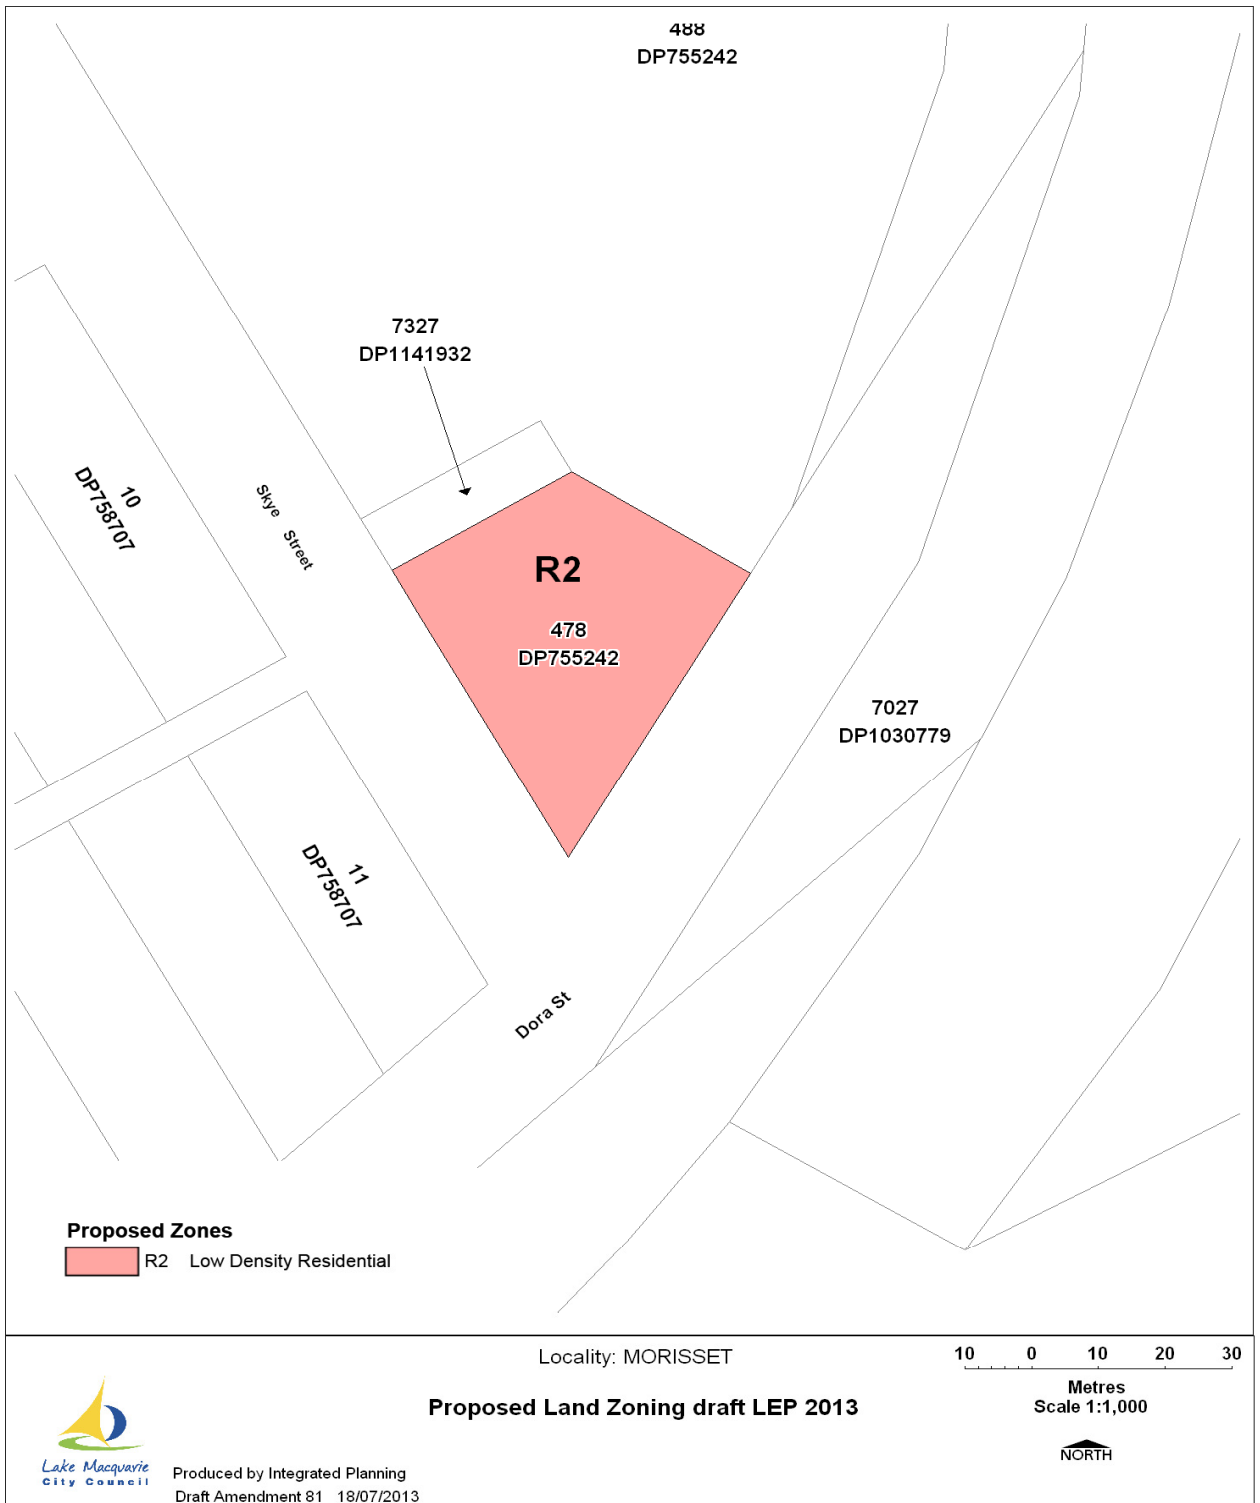 488
DP755242
7327
DP1141932
10
DP758707
Skye Street
R2
478
DP755242
7027
DP1030779
11
DP758707
Dora St
Proposed Zones
R2 Low Density Residential
Locality: MORISSET
Proposed Land Zoning draft LEP 2013
10 0 10 20 30
Metres
Scale 1:1,000
NORTH
Lake Macquarie
City Council
Produced by Integrated Planning
Draft Amendment 81 18/07/2013